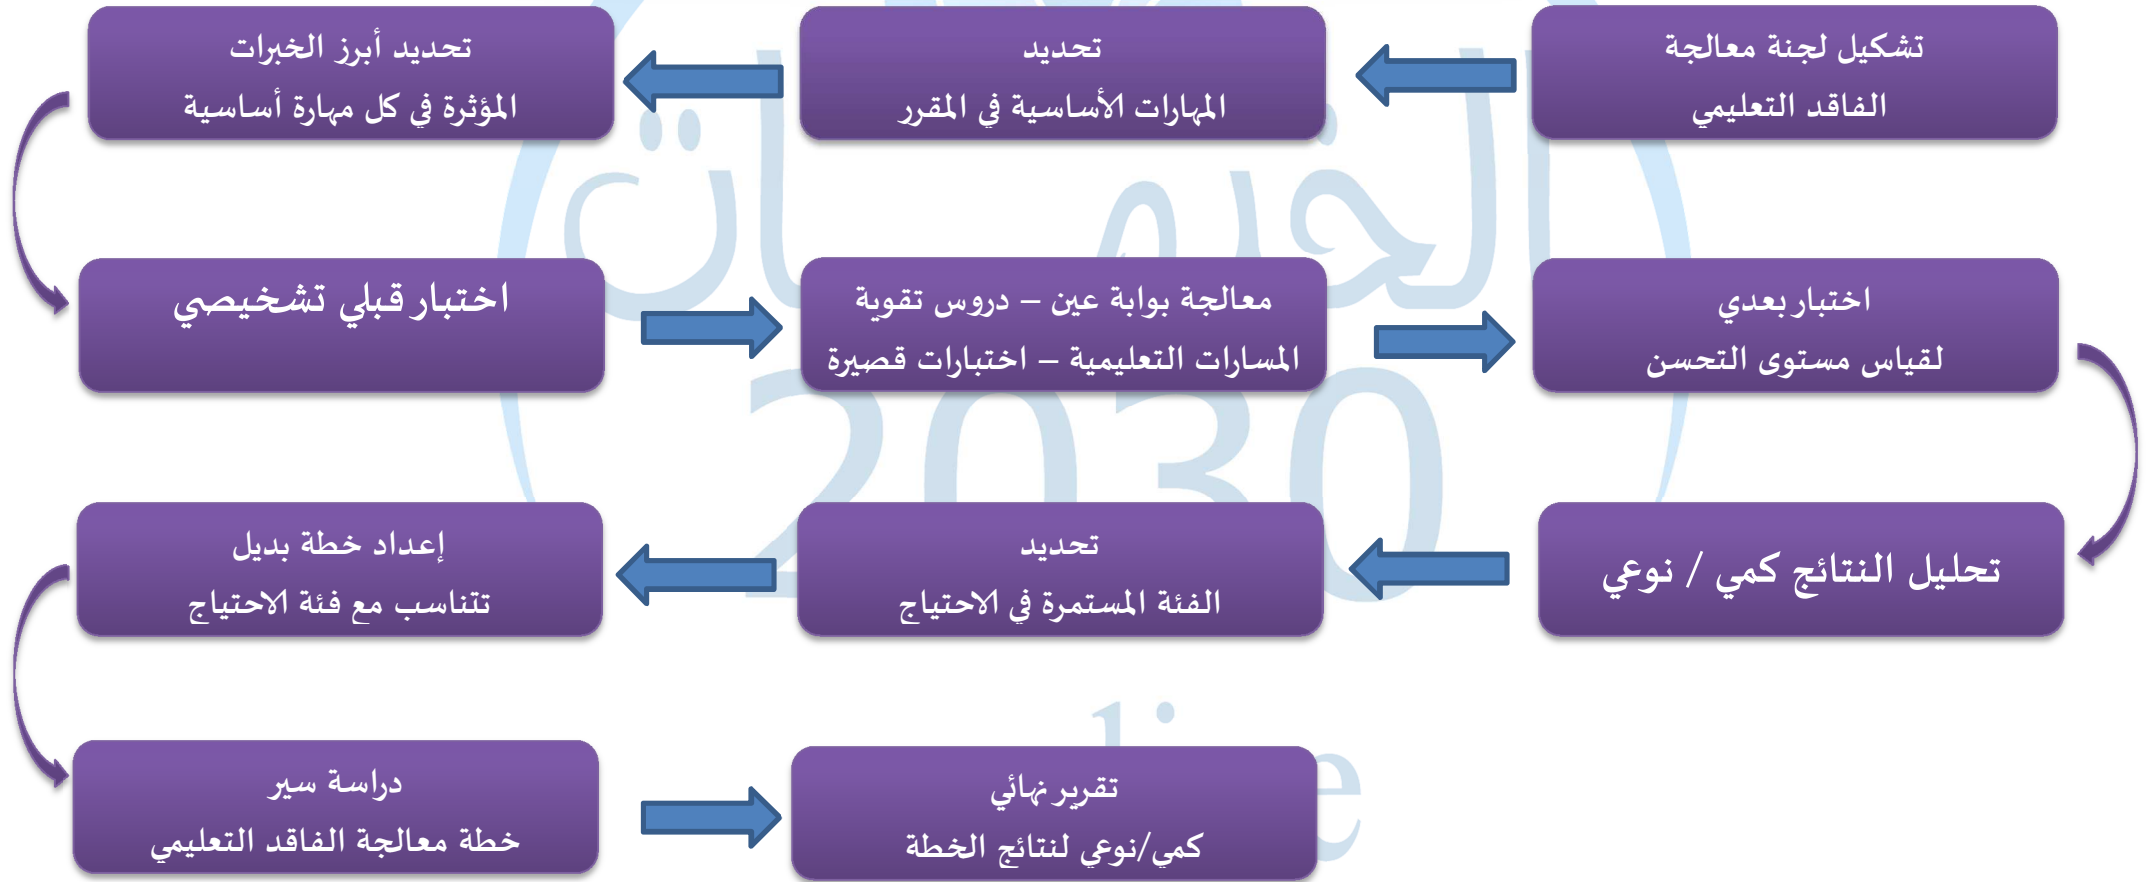 تشكيل لجنة معالجة
الفاقد التعليمي
تحديد
المهارات الأساسية في المقرر
تحديد أبرز الخبرات
المؤثرة في كل مهارة أساسية
اختبار قبلي تشخيصي
معالجة بوابة عين – دروس تقوية
المسارات التعليمية – اختبارات قصيرة
اختبار بعدي
لقياس مستوى التحسن
تحليل النتائج كمي / نوعي
تحديد
الفئة المستمرة في الاحتياج
إعداد خطة بديل
تتناسب مع فئة الاحتياج
دراسة سير
خطة معالجة الفاقد التعليمي
تقرير نهائي
كمي/نوعي لنتائج الخطة
2030